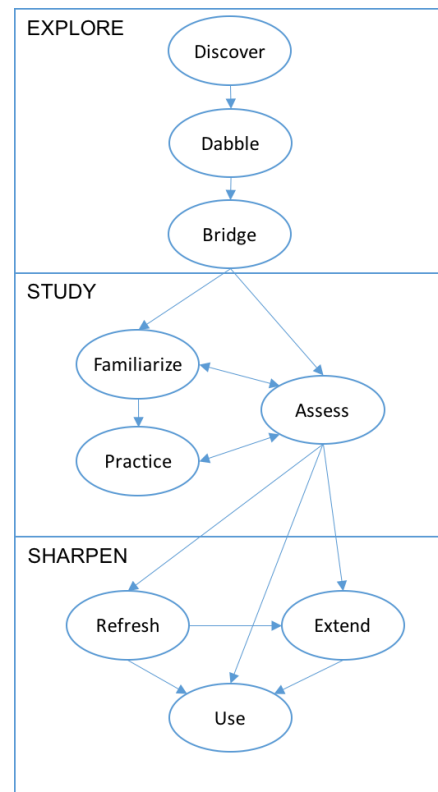 EXPLORE
Discover
Dabble
Bridge
STUDY
Familiarize
Assess
Practice
SHARPEN
Refresh
Extend
Use